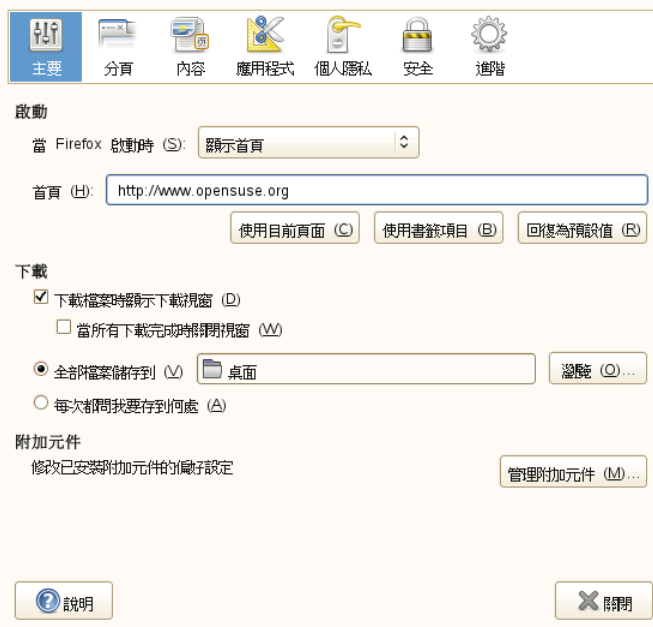 主要 分頁 內容 應用程式 個人隱私 安全 進階
啟動
當 Firefox 啟動時 (S): 顯示首頁
首頁 (H): http://www.opensuse.org
使用目前頁面 (C) 使用書籤項目 (B) 回復為預設值 (R)
下載
下載檔案時顯示下載視窗 (D)
當所有下載完成時關閉視窗 (W)
全部檔案儲存到 (V) 桌面 瀏覽 (O)...
每次都問我要存到何處 (A)
附加元件
修改已安裝附加元件的偏好設定 管理附加元件 (M)...
說明 關閉